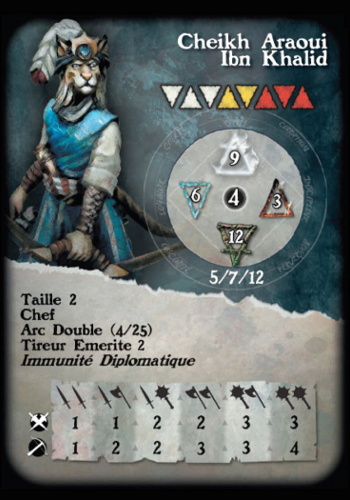 Cheikh Araoui
Ibn Khalid
9
6 4 3
12
5/7/12
Taille 2
Chef
Arc Double (4/25)
Tireur Emerite 2
Immunité Diplomatique
1 1 2 2 3 3
1 2 2 3 3 4